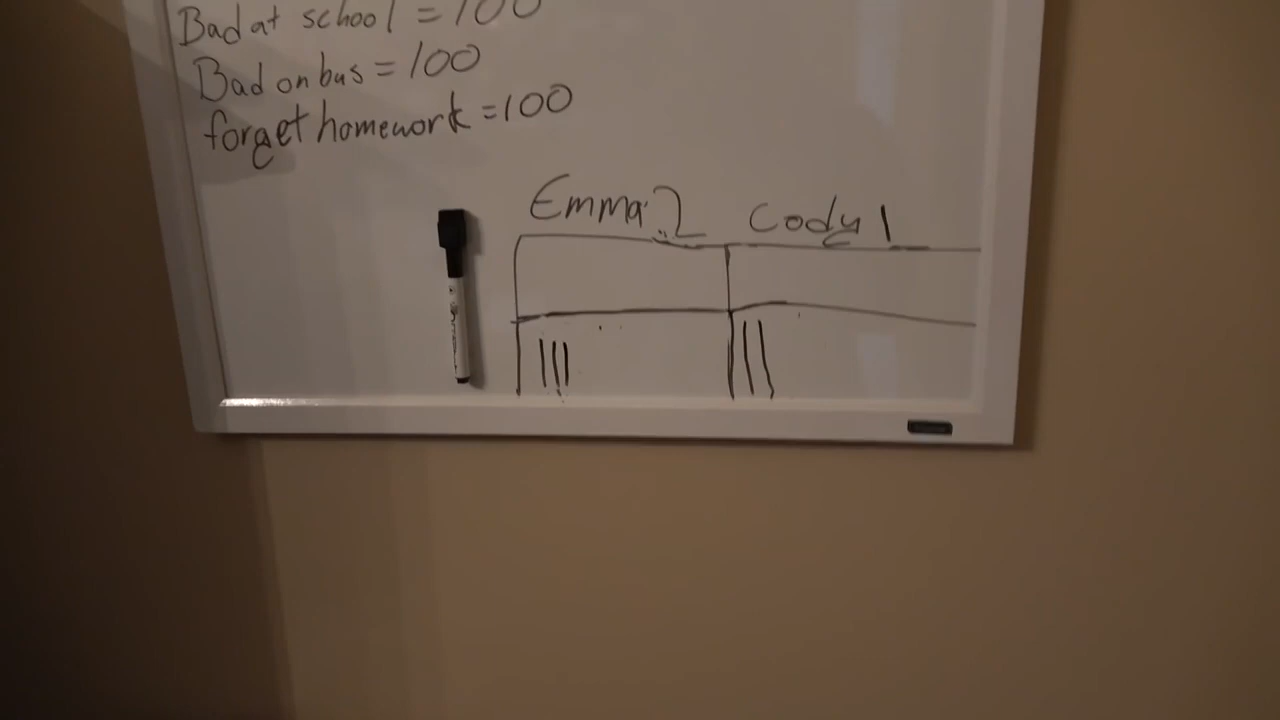 Bad at school = 100
Bad on bus = 100
forget homework = 100
Emma 2 Cody 1